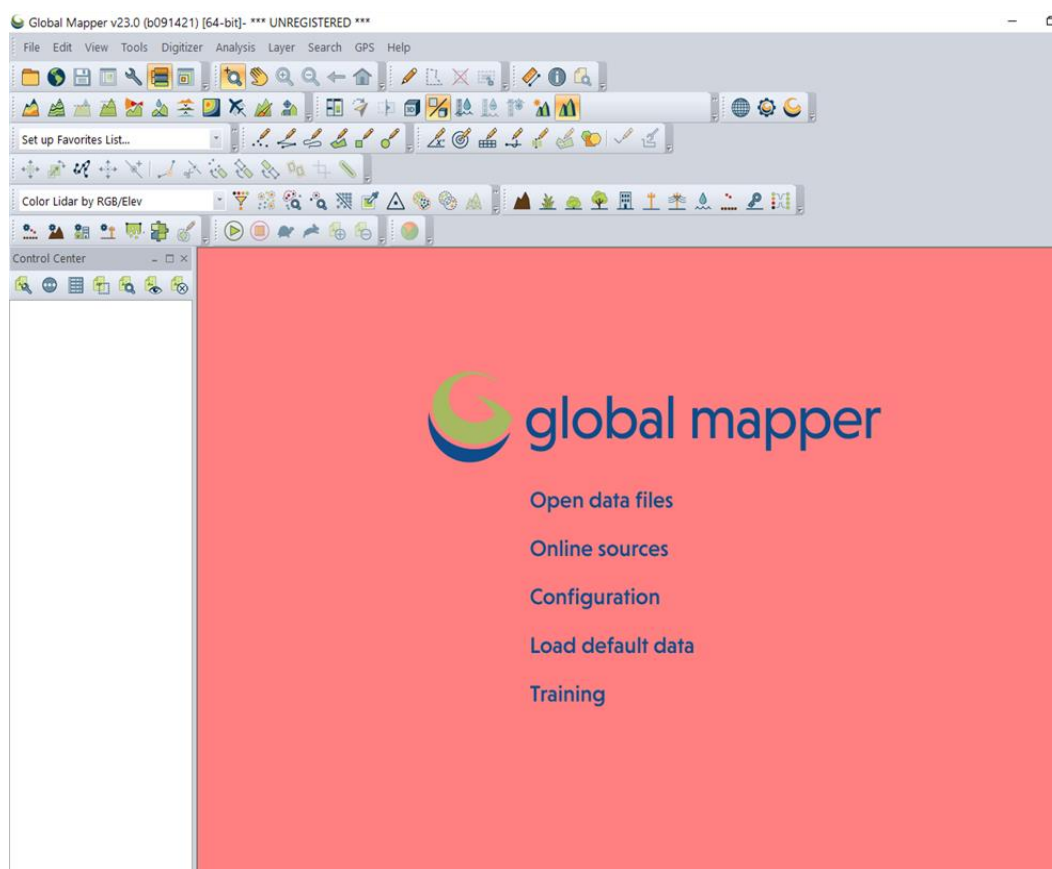 Global Mapper v23.0 (b091421) [64-bit]- *** UNREGISTERED ***
File Edit View Tools Digitizer Analysis Layer Search GPS Help
Set up Favorites List...
Color Lidar by RGB/Elev
Control Center
global mapper
Open data files
Online sources
Configuration
Load default data
Training